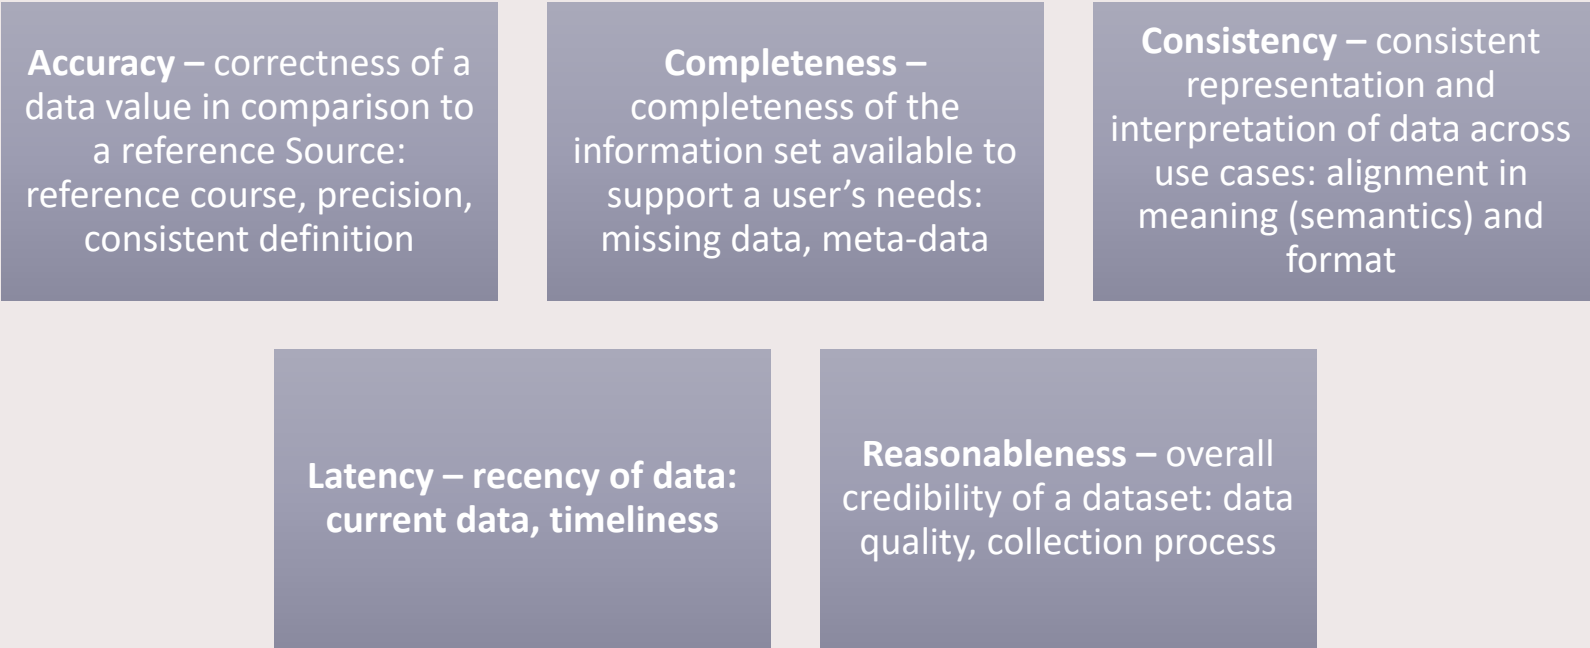 Accuracy – correctness of a
data value in comparison to
a reference Source:
reference course, precision,
consistent definition
Completeness –
completeness of the
information set available to
support a user’s needs:
missing data, meta-data
Consistency – consistent
representation and
interpretation of data across
use cases: alignment in
meaning (semantics) and
format
Latency – recency of data:
current data, timeliness
Reasonableness – overall
credibility of a dataset: data
quality, collection process